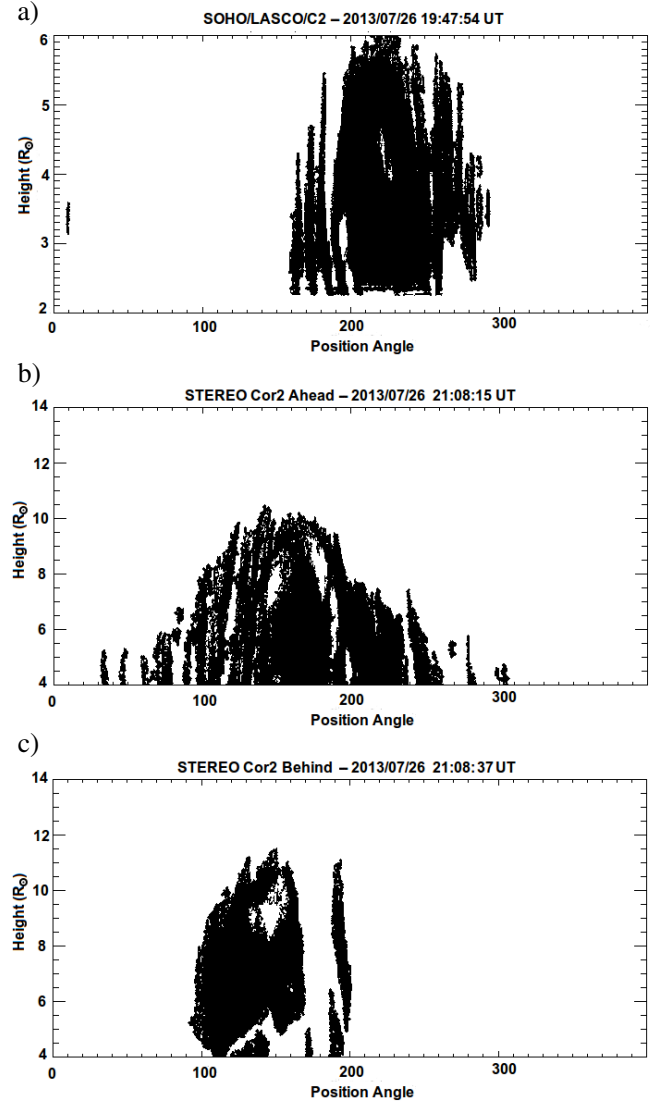 a)
SOHO/LASCO/C2 – 2013/07/26 19:47:54 UT
6
5
4
3
2
Height (R⊙)
0 100 200 300
Position Angle
b)
STEREO Cor2 Ahead – 2013/07/26 21:08:15 UT
14
12
10
8
6
4
Height (R⊙)
0 100 200 300
Position Angle
c)
STEREO Cor2 Behind – 2013/07/26 21:08:37 UT
14
12
10
8
6
4
Height (R⊙)
0 100 200 300
Position Angle